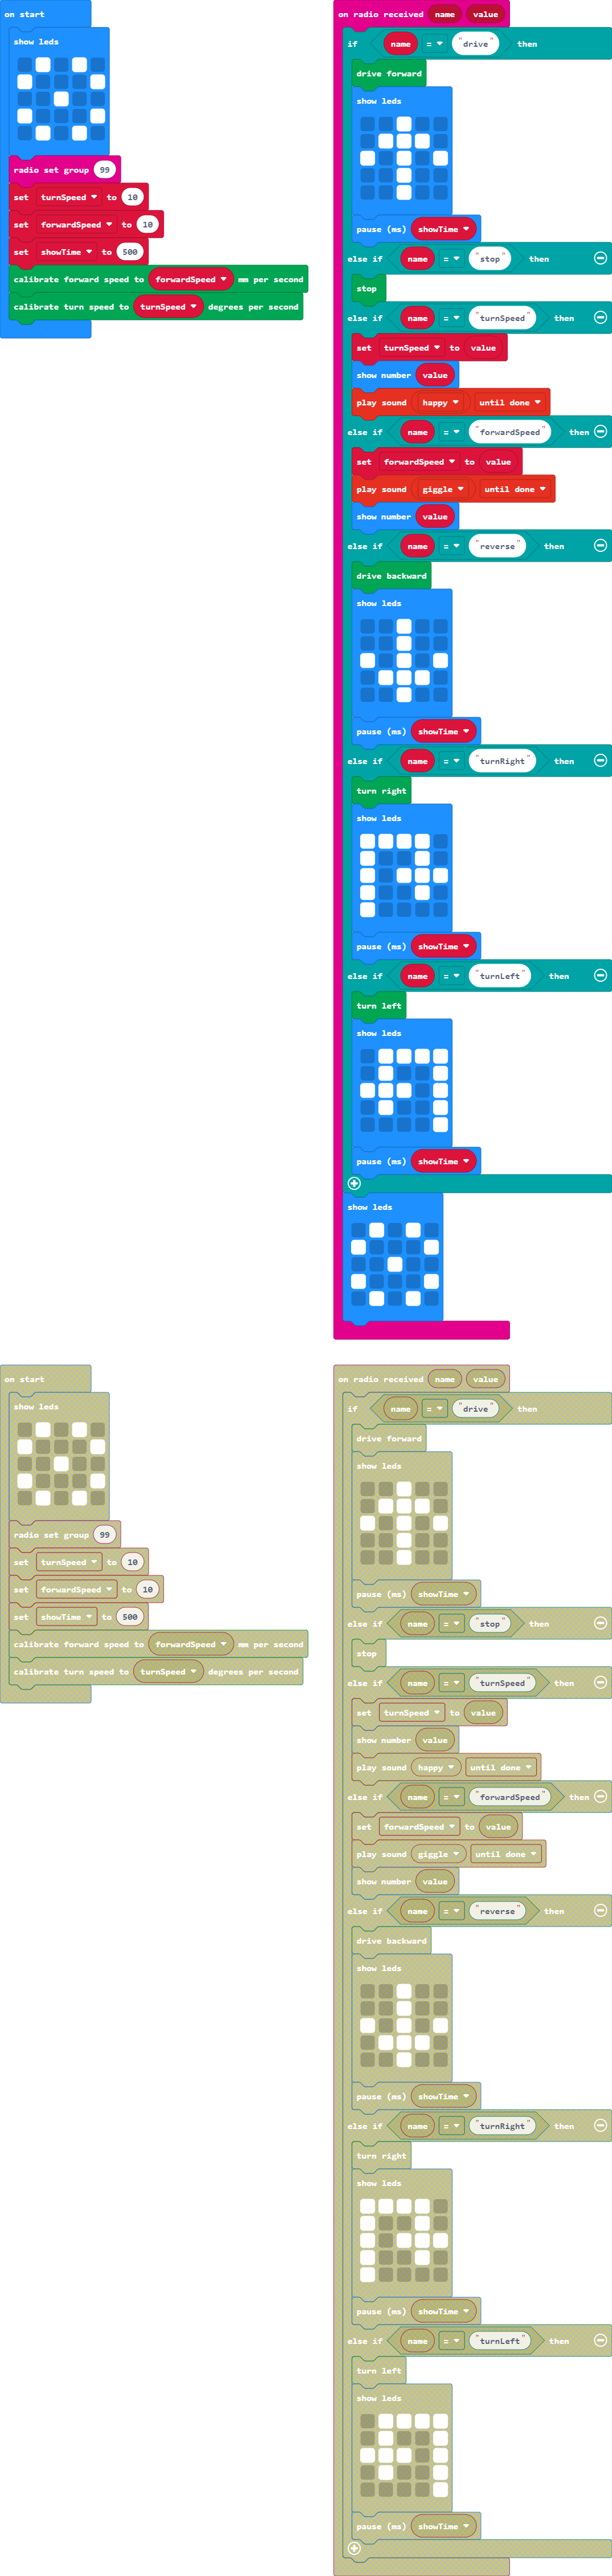 on start
show leds
radio set group 99
set turnSpeed to 10
set forwardSpeed to 10
set showTime to 500
calibrate forward speed to forwardSpeed mm per second
calibrate turn speed to turnSpeed degrees per second
on radio received name value
if name = "drive" then
drive forward
show leds
pause (ms) showTime
else if name = "stop" then
stop
else if name = "turnSpeed" then
set turnSpeed to value
show number value
play sound happy until done
else if name = "forwardSpeed" then
set forwardSpeed to value
play sound giggle until done
show number value
else if name = "reverse" then
drive backward
show leds
pause (ms) showTime
else if name = "turnRight" then
turn right
show leds
pause (ms) showTime
else if name = "turnLeft" then
turn left
show leds
pause (ms) showTime
show leds
on start
show leds
radio set group 99
set turnSpeed to 10
set forwardSpeed to 10
set showTime to 500
calibrate forward speed to forwardSpeed mm per second
calibrate turn speed to turnSpeed degrees per second
on radio received name value
if name = "drive" then
drive forward
show leds
pause (ms) showTime
else if name = "stop" then
stop
else if name = "turnSpeed" then
set turnSpeed to value
show number value
play sound happy until done
else if name = "forwardSpeed" then
set forwardSpeed to value
play sound giggle until done
show number value
else if name = "reverse" then
drive backward
show leds
pause (ms) showTime
else if name = "turnRight" then
turn right
show leds
pause (ms) showTime
else if name = "turnLeft" then
turn left
show leds
pause (ms) showTime